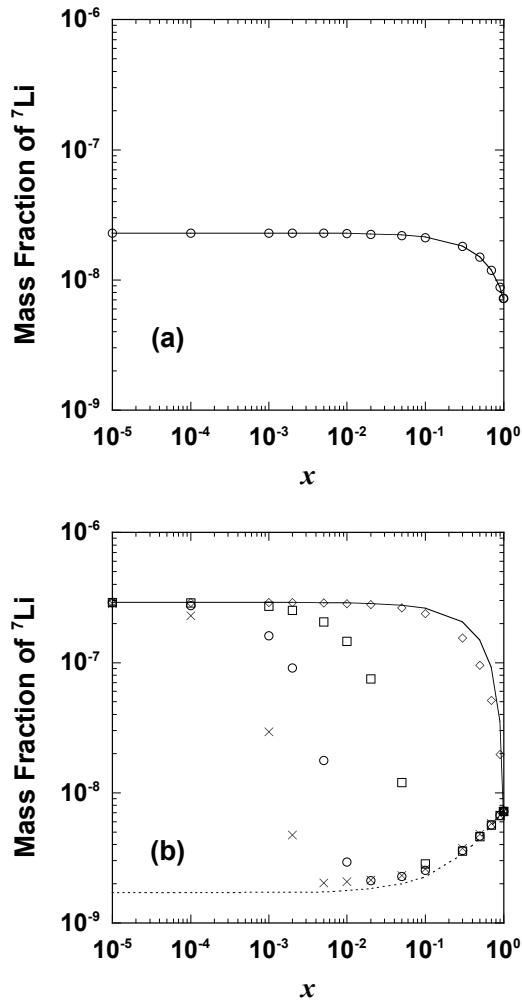 10⁻⁶
10⁻⁷
10⁻⁸
10⁻⁹
Mass Fraction of ⁷Li
(a)
10⁻⁵ 10⁻⁴ 10⁻³ 10⁻² 10⁻¹ 10⁰
x
10⁻⁶
10⁻⁷
10⁻⁸
10⁻⁹
Mass Fraction of ⁷Li
(b)
10⁻⁵ 10⁻⁴ 10⁻³ 10⁻² 10⁻¹ 10⁰
x